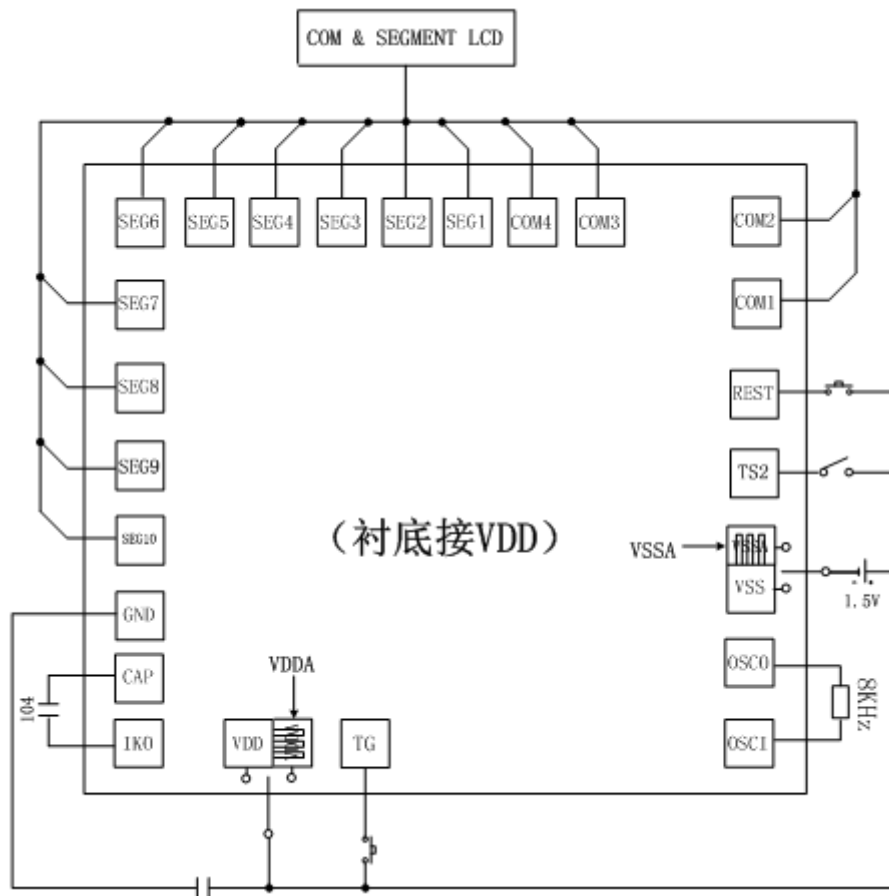 COM & SEGMENT LCD
SEG6 SEG5 SEG4 SEG3 SEG2 SEG1 COM4 COM3 COM2
SEG7 COM1
SEG8 REST
SEG9 TS2
SEG10 (衬底接VDD) VSSA VSSA
VSS 1.5V
GND
CAP VDDA OSCO 8KHz
104
IKO VDD VDDA TG OSCI